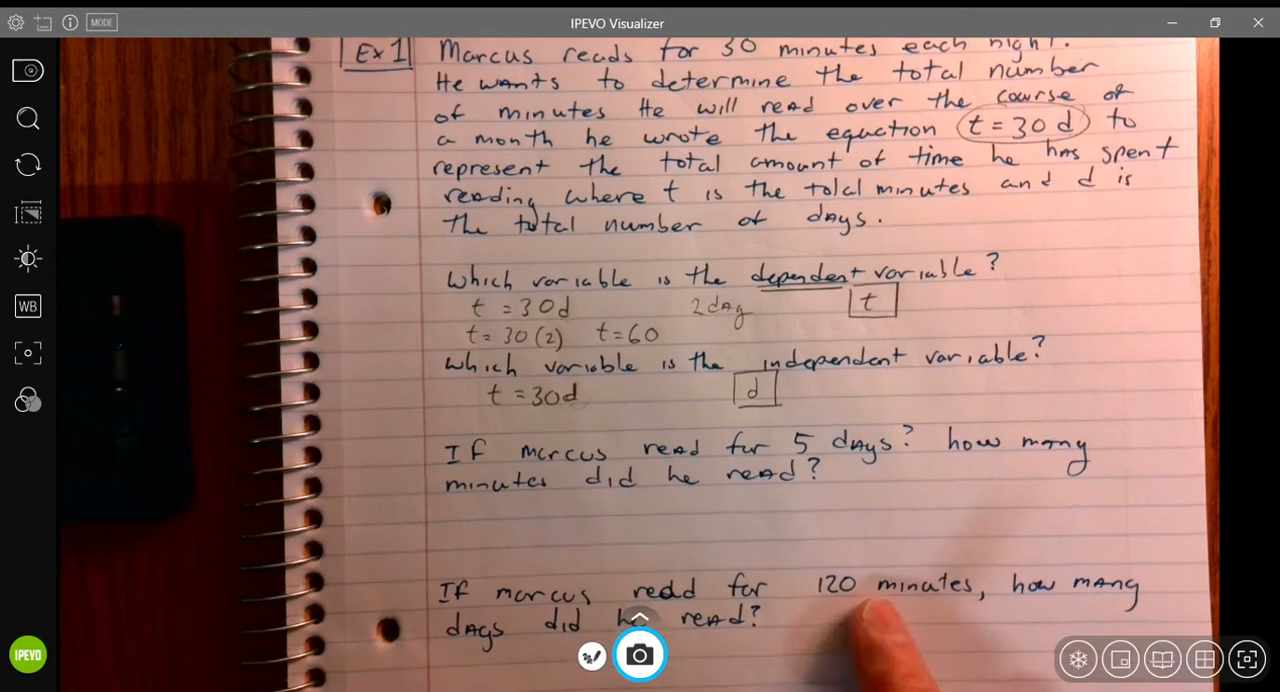 IPEVO Visualizer
MODE
Ex 1 Marcus reads for 30 minutes each night.
He wants to determine the total number
of minutes He will read over the course of
a month he wrote the equation t = 30 d to
represent the total amount of time he has spent
reading where t is the total minutes and d is
the total number of days.
Which variable is the dependent variable?
t = 30d 2 day t
t = 30(2) t = 60
Which variable is the independent variable?
t = 30d d
If marcus read for 5 days? how many
minutes did he read?
If marcus read for 120 minutes, how many
days did he read?
WB
IPEVO